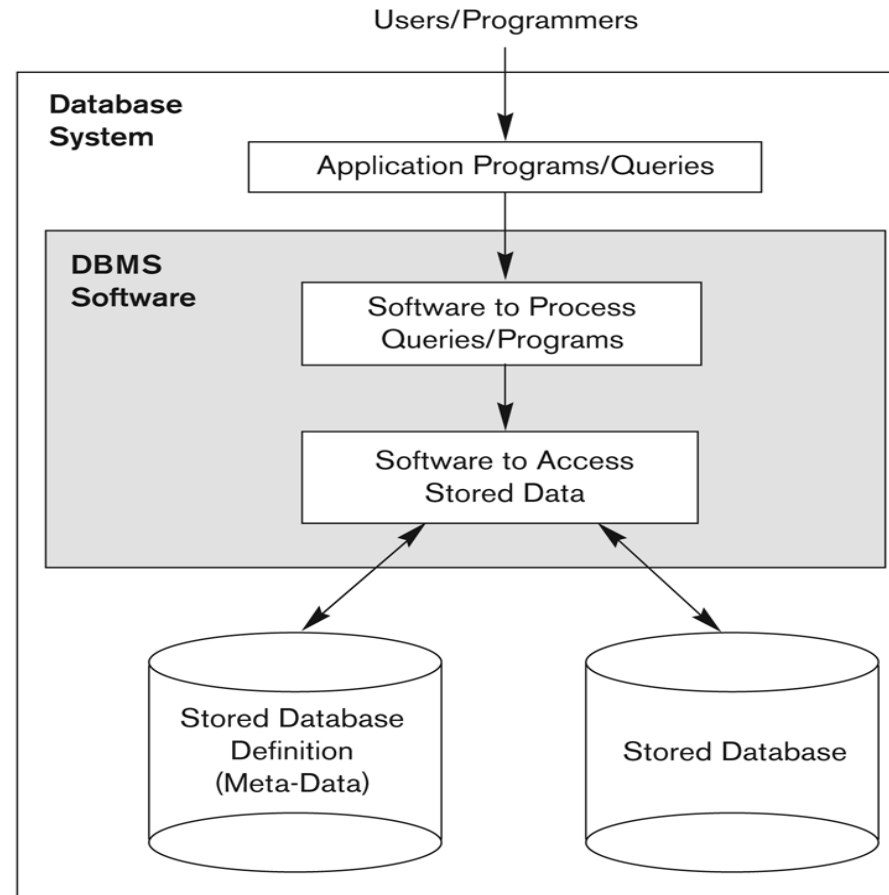 Users/Programmers
Database
System
Application Programs/Queries
DBMS
Software
Software to Process
Queries/Programs
Software to Access
Stored Data
Stored Database
Definition
(Meta-Data)
Stored Database